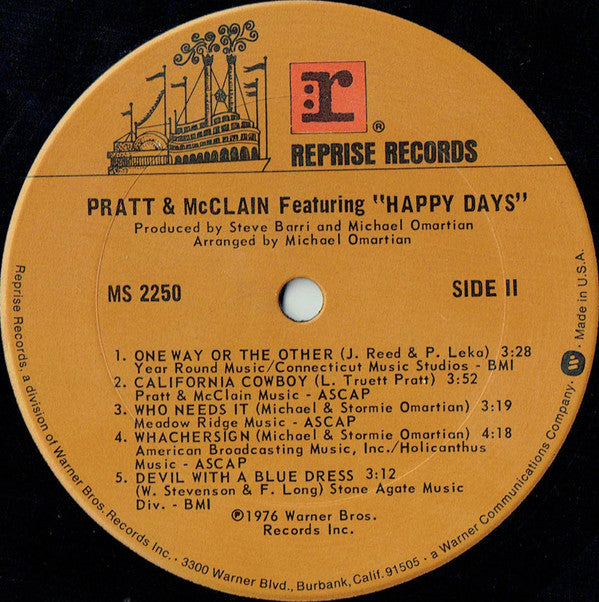 :r
®
REPRISE RECORDS
PRATT & McCLAIN Featuring "HAPPY DAYS"
Produced by Steve Barri and Michael Omartian
Arranged by Michael Omartian
MS 2250
SIDE II
1. ONE WAY OR THE OTHER (J. Reed & P. Leka) 3:28
Year Round Music/Connecticut Music Studios - BMI
2. CALIFORNIA COWBOY (L. Truett Pratt) 3:52
Pratt & McClain Music - ASCAP
3. WHO NEEDS IT (Michael & Stormie Omartian) 3:19
Meadow Ridge Music - ASCAP
4. WHACHERSIGN (Michael & Stormie Omartian) 4:18
American Broadcasting Music, Inc./Holicanthus
Music - ASCAP
5. DEVIL WITH A BLUE DRESS 3:12
(W. Stevenson & F. Long) Stone Agate Music
Div. - BMI
℗1976 Warner Bros.
Records Inc.
Reprise Records, a division of Warner Bros. Records Inc. • 3300 Warner Blvd., Burbank, Calif. 91505 • a Warner Communications Company • W • Made in U.S.A.